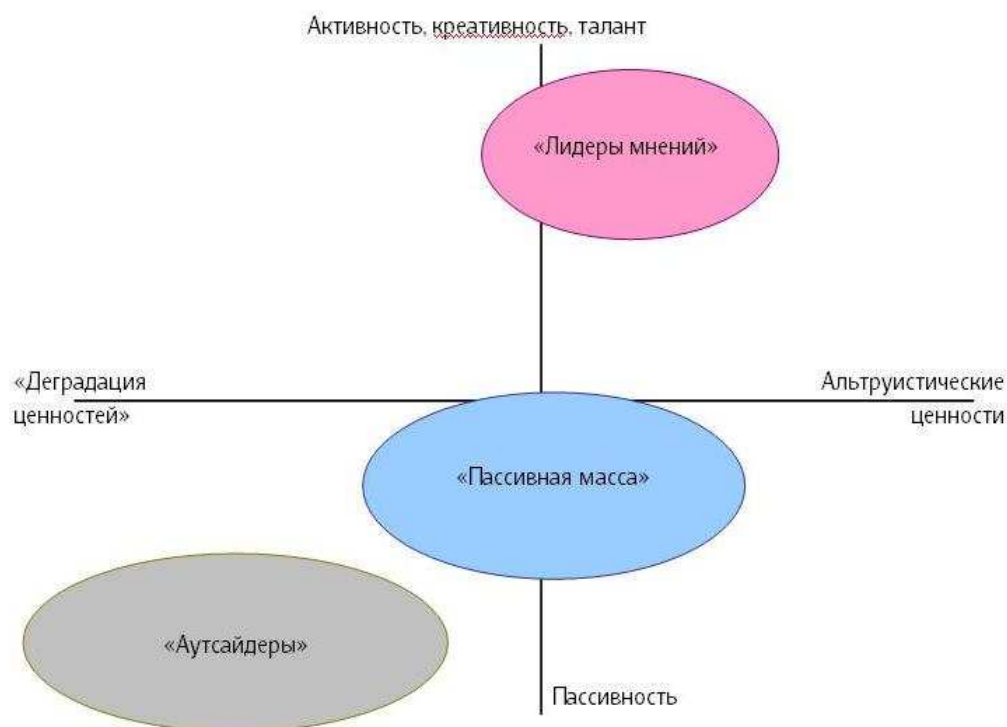 Активность, креативность, талант
«Лидеры мнений»
«Деградация
ценностей»
Альтруистические
ценности
«Пассивная масса»
«Аутсайдеры»
Пассивность